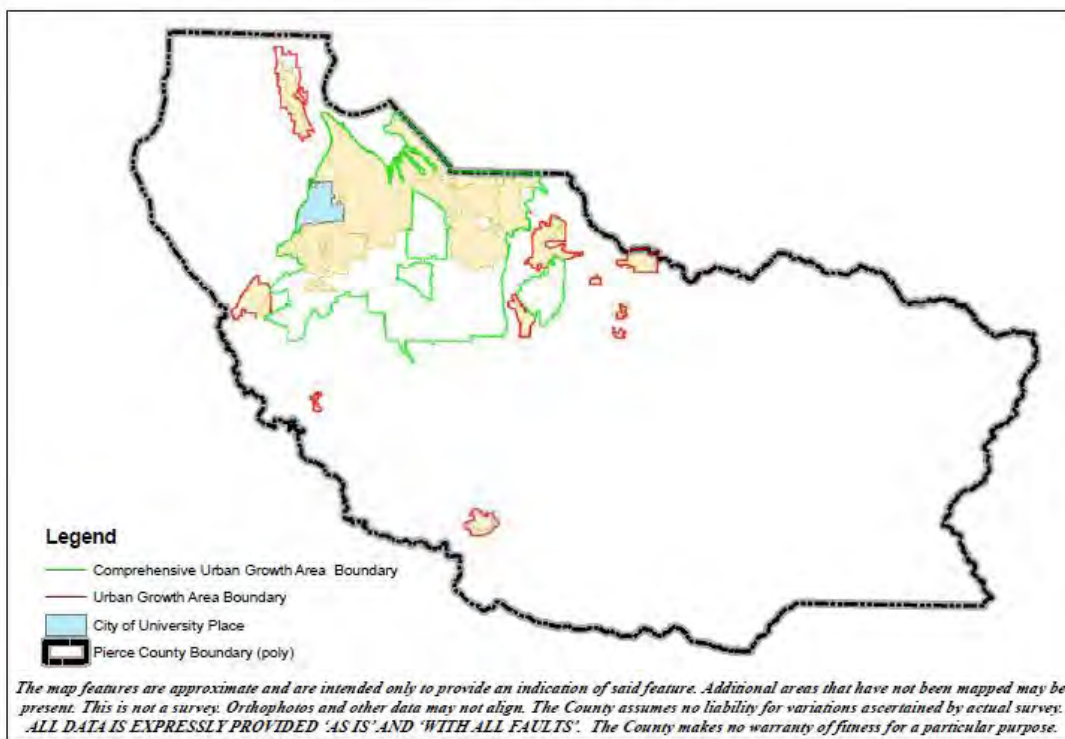 Legend
Comprehensive Urban Growth Area Boundary
Urban Growth Area Boundary
City of University Place
Pierce County Boundary (poly)
The map features are approximate and are intended only to provide an indication of said feature. Additional areas that have not been mapped may be
present. This is not a survey. Orthophotos and other data may not align. The County assumes no liability for variations ascertained by actual survey.
ALL DATA IS EXPRESSLY PROVIDED ‘AS IS’ AND ‘WITH ALL FAULTS’. The County makes no warranty of fitness for a particular purpose.